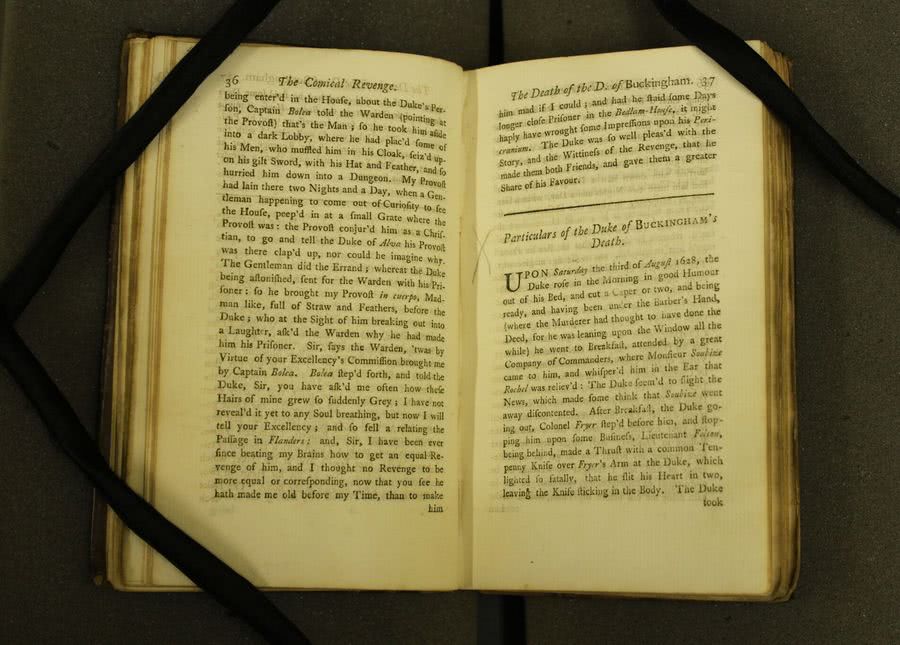 36 The Comical Revenge.
being enter'd in the Houſe, about the Duke's Per-
ſon, Captain Bolea told the Warden (pointing at
the Provoſt) that's the Man; ſo he took him aſide
into a dark Lobby, where he had plac'd ſome of
his Men, who muffled him in his Cloak, ſeiz'd up-
on his gilt Sword, with his Hat and Feather, and ſo
hurried him down into a Dungeon. My Provoſt
had lain there two Nights and a Day, when a Gen-
tleman happening to come out of Curioſity to ſee
the Houſe, peep'd in at a ſmall Grate where the
Provoſt was: the Provoſt conjur'd him as a Chriſ-
tian, to go and tell the Duke of Alva his Provoſt
was there clap'd up, nor could he imagine why.
The Gentleman did the Errand; whereat the Duke
being aſtoniſhed, ſent for the Warden with his Pri-
ſoner: ſo he brought my Provoſt in cuerpo, Mad-
man like, full of Straw and Feathers, before the
Duke; who at the Sight of him breaking out into
a Laughter, aſk'd the Warden why he had made
him his Priſoner. Sir, ſays the Warden, 'twas by
Virtue of your Excellency's Commiſſion brought me
by Captain Bolea. Bolea ſtep'd forth, and told the
Duke, Sir, you have aſk'd me often how theſe
Hairs of mine grew ſo ſuddenly Grey; I have not
reveal'd it yet to any Soul breathing, but now I will
tell your Excellency; and ſo fell a relating the
Paſſage in Flanders; and, Sir, I have been ever
ſince beating my Brains how to get an equal Re-
venge of him, and I thought no Revenge to be
more equal or correſponding, now that you ſee he
hath made me old before my Time, than to make
him
The Death of the D. of Buckingham. 37
him mad if I could; and had he ſtaid ſome Days
longer cloſe Priſoner in the Bedlam-Houſe, it might
haply have wrought ſome Impreſſions upon his Peri-
cranium. The Duke was ſo well pleas'd with the
Story, and the Wittineſs of the Revenge, that he
made them both Friends, and gave them a greater
Share of his Favour.
Particulars of the Duke of BUCKINGHAM's
Death.
UPON Saturday the third of Auguſt 1628, the
Duke roſe in the Morning in good Humour
out of his Bed, and cut a Caper or two, and being
ready, and having been under the Barber's Hand,
(where the Murderer had thought to have done the
Deed, for he was leaning upon the Window all the
while) he went to Breakfaſt, attended by a great
Company of Commanders, where Monſieur Soubize
came to him, and whiſper'd him in the Ear that
Rochel was reliev'd: The Duke ſeem'd to ſlight the
News, which made ſome think that Soubize went
away diſcontented. After Breakfaſt, the Duke go-
ing out, Colonel Fryer ſtep'd before him, and ſtop-
ping him upon ſome Buſineſs, Lieutenant Felton,
being behind, made a Thruſt with a common Ten-
penny Knife over Fryer's Arm at the Duke, which
lighted ſo fatally, that he ſlit his Heart in two,
leaving the Knife ſticking in the Body. The Duke
took